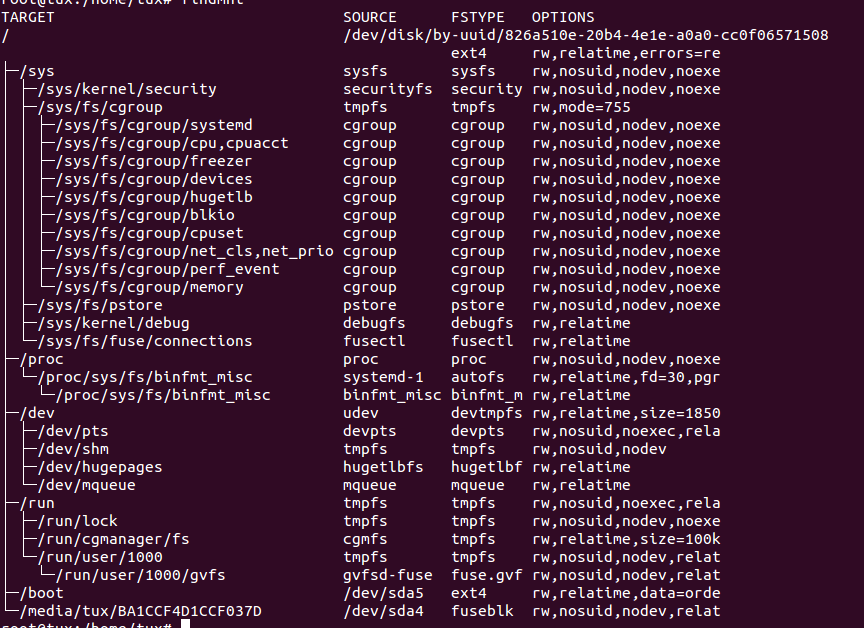 root@tux:/home/tux# findmnt
TARGET SOURCE FSTYPE OPTIONS
/ /dev/disk/by-uuid/826a510e-20b4-4e1e-a0a0-cc0f06571508
ext4 rw,relatime,errors=re
├─/sys sysfs sysfs rw,nosuid,nodev,noexe
│ ├─/sys/kernel/security securityfs security rw,nosuid,nodev,noexe
│ ├─/sys/fs/cgroup tmpfs tmpfs rw,mode=755
│ │ ├─/sys/fs/cgroup/systemd cgroup cgroup rw,nosuid,nodev,noexe
│ │ ├─/sys/fs/cgroup/cpu,cpuacct cgroup cgroup rw,nosuid,nodev,noexe
│ │ ├─/sys/fs/cgroup/freezer cgroup cgroup rw,nosuid,nodev,noexe
│ │ ├─/sys/fs/cgroup/devices cgroup cgroup rw,nosuid,nodev,noexe
│ │ ├─/sys/fs/cgroup/hugetlb cgroup cgroup rw,nosuid,nodev,noexe
│ │ ├─/sys/fs/cgroup/blkio cgroup cgroup rw,nosuid,nodev,noexe
│ │ ├─/sys/fs/cgroup/cpuset cgroup cgroup rw,nosuid,nodev,noexe
│ │ ├─/sys/fs/cgroup/net_cls,net_prio cgroup cgroup rw,nosuid,nodev,noexe
│ │ ├─/sys/fs/cgroup/perf_event cgroup cgroup rw,nosuid,nodev,noexe
│ │ └─/sys/fs/cgroup/memory cgroup cgroup rw,nosuid,nodev,noexe
│ ├─/sys/fs/pstore pstore pstore rw,nosuid,nodev,noexe
│ ├─/sys/kernel/debug debugfs debugfs rw,relatime
│ └─/sys/fs/fuse/connections fusectl fusectl rw,relatime
├─/proc proc proc rw,nosuid,nodev,noexe
│ └─/proc/sys/fs/binfmt_misc systemd-1 autofs rw,relatime,fd=30,pgr
│ └─/proc/sys/fs/binfmt_misc binfmt_misc binfmt_m rw,relatime
├─/dev udev devtmpfs rw,relatime,size=1850
│ ├─/dev/pts devpts devpts rw,nosuid,noexec,rela
│ ├─/dev/shm tmpfs tmpfs rw,nosuid,nodev
│ ├─/dev/hugepages hugetlbfs hugetlbf rw,relatime
│ └─/dev/mqueue mqueue mqueue rw,relatime
├─/run tmpfs tmpfs rw,nosuid,noexec,rela
│ ├─/run/lock tmpfs tmpfs rw,nosuid,nodev,noexe
│ ├─/run/cgmanager/fs cgmfs tmpfs rw,relatime,size=100k
│ └─/run/user/1000 tmpfs tmpfs rw,nosuid,nodev,relat
│ └─/run/user/1000/gvfs gvfsd-fuse fuse.gvf rw,nosuid,nodev,relat
├─/boot /dev/sda5 ext4 rw,relatime,data=orde
└─/media/tux/BA1CCF4D1CCF037D /dev/sda4 fuseblk rw,nosuid,nodev,relat
root@tux:/home/tux#